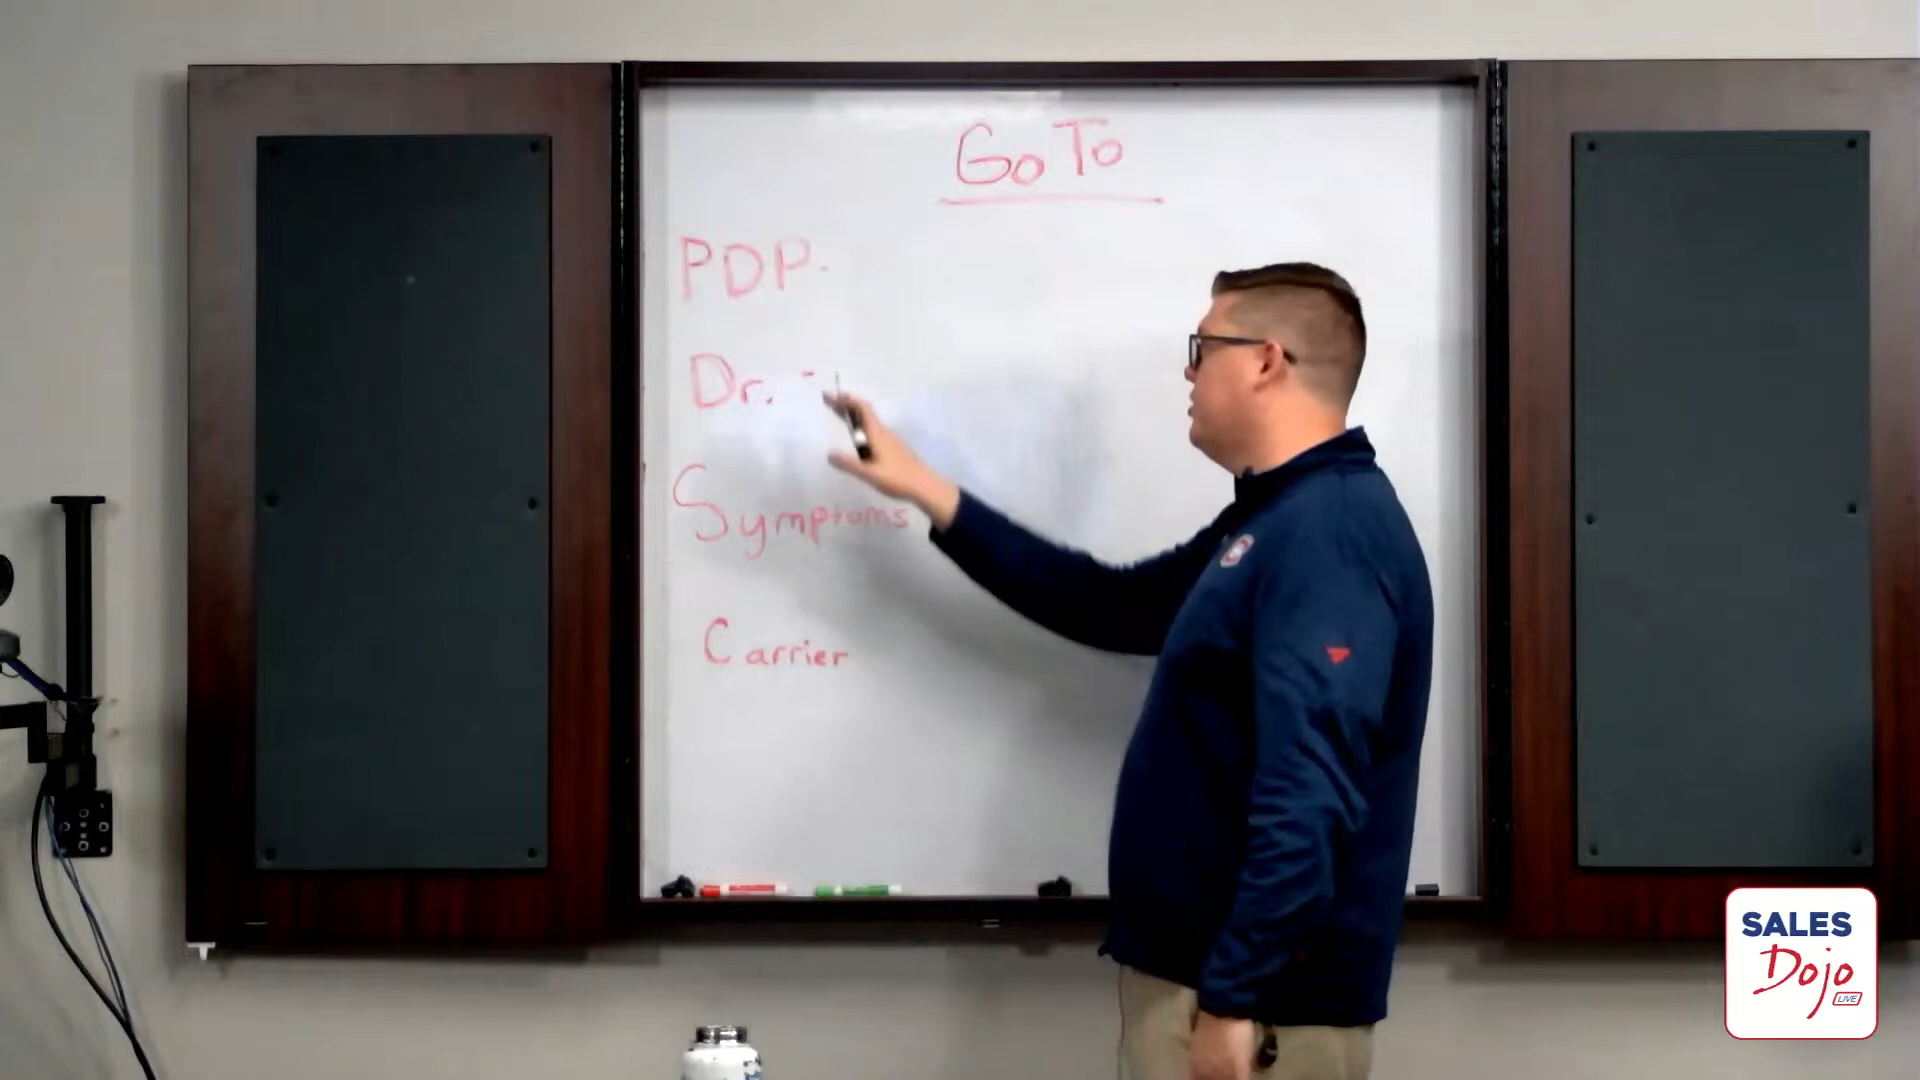 Go To
PDP-
Dr. -
Symptoms
Carrier
SALES
Dojo
LIVE